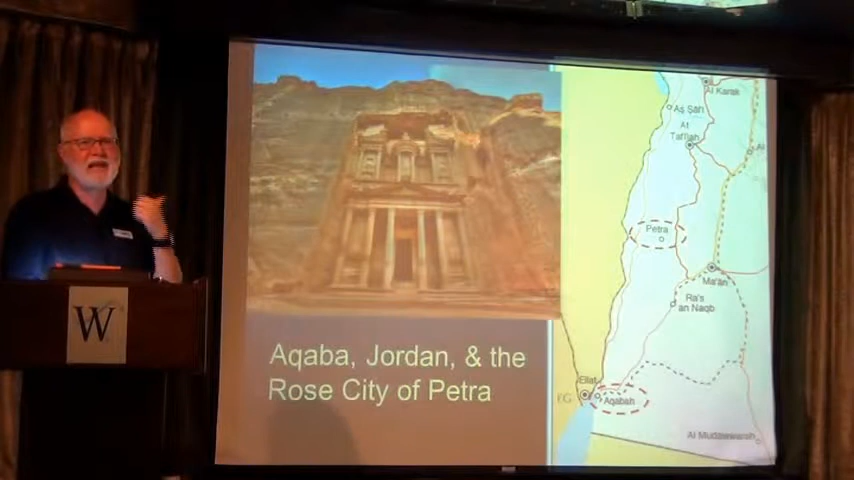 W
Aqaba, Jordan, & the
Rose City of Petra
Al Karak
As Safi
At
Tafilah
Petra
Ma'an
Ra's
an Naqb
Eilat
Aqabah
Al Mudawwarah